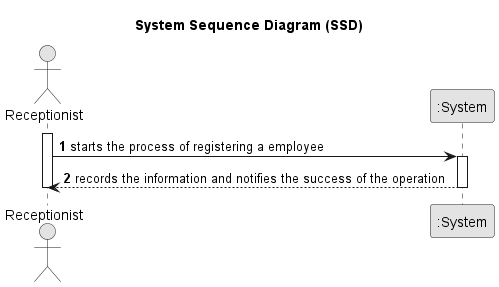 System Sequence Diagram (SSD)
Receptionist
:System
1 starts the process of registering a employee
2 records the information and notifies the success of the operation
Receptionist
:System